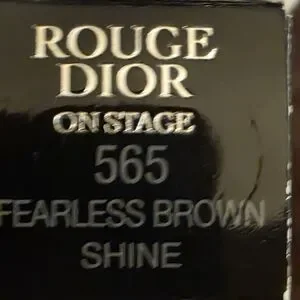 ROUGE
DIOR
ON STAGE
565
FEARLESS BROWN
SHINE